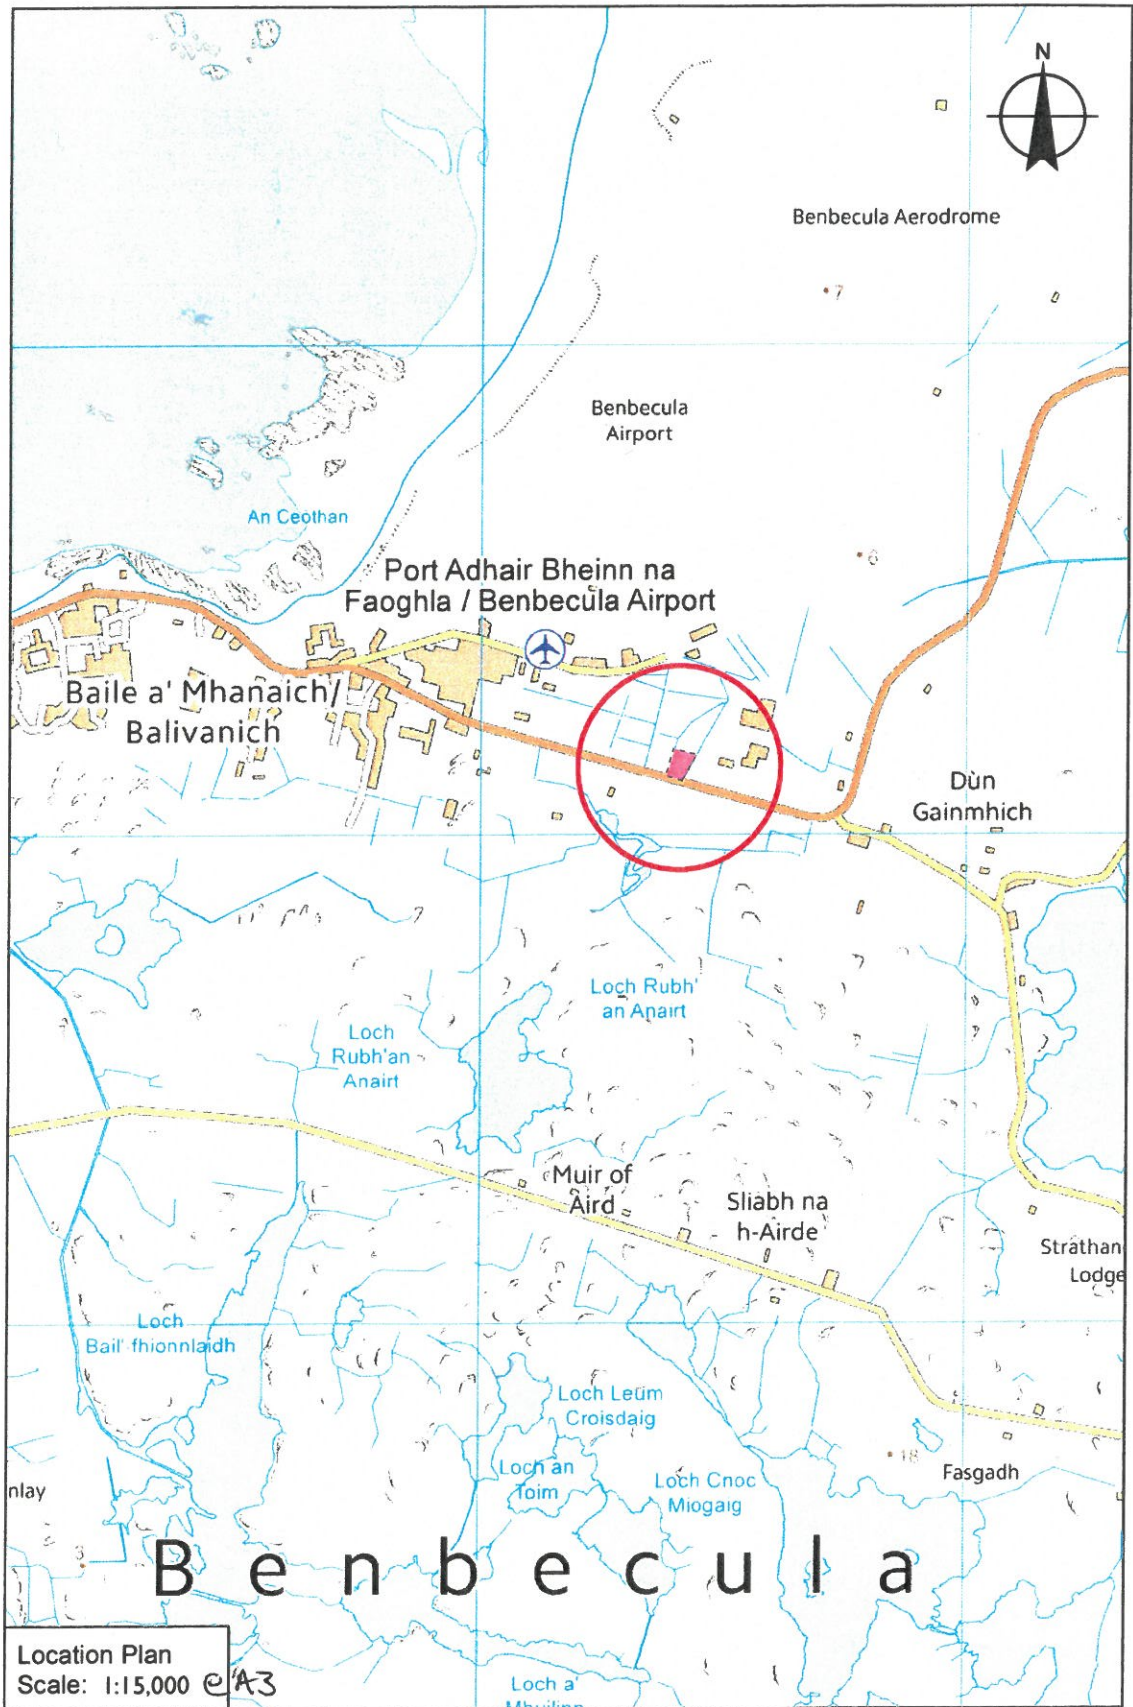 N
Benbecula Aerodrome
7
Benbecula
Airport
An Ceothan
6
Port Adhair Bheinn na
Faoghla / Benbecula Airport
Baile a' Mhanaich/
Balivanich
Dùn
Gainmhich
Loch Rubh'
an Anairt
Loch
Rubh'an
Anairt
Muir of
Aird
Sliabh na
h-Airde
Strathan
Lodge
Loch
Bail' fhionnlaidh
Loch Leum
Croisdaig
Loch an
Toim
Loch Cnoc
Miogaig
18
Fasgadh
nlay
3
Benbecula
Location Plan
Scale: 1:15,000 @ A3
Loch a'